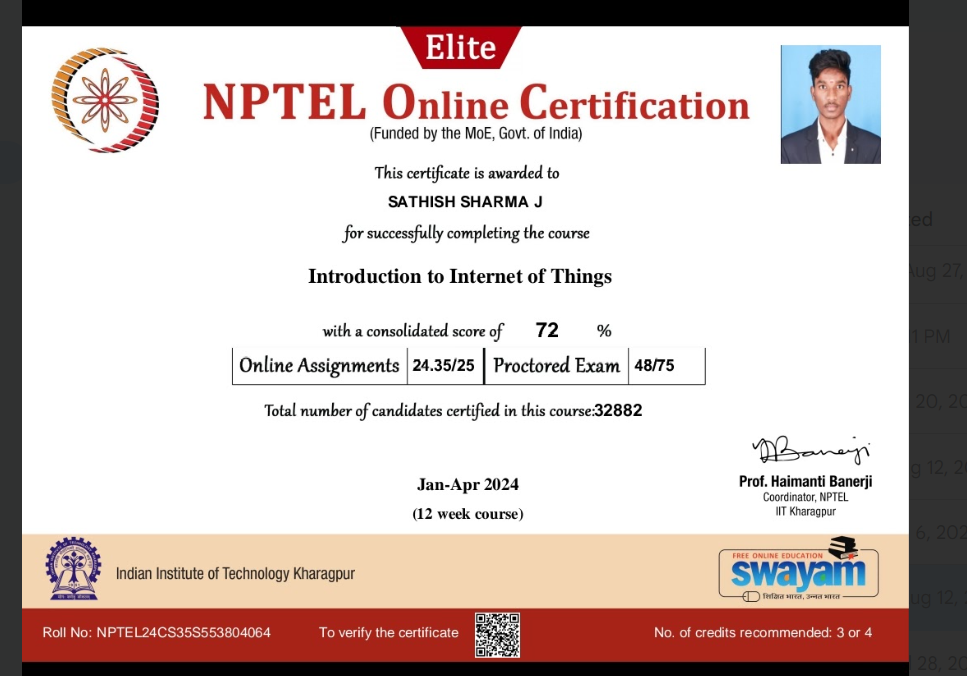 Elite
NPTEL Online Certification
(Funded by the MoE, Govt. of India)
This certificate is awarded to
SATHISH SHARMA J
for successfully completing the course
Introduction to Internet of Things
with a consolidated score of 72 %
Online Assignments 24.35/25 Proctored Exam 48/75
Total number of candidates certified in this course:32882
Banerji
Prof. Haimanti Banerji
Coordinator, NPTEL
IIT Kharagpur
Jan-Apr 2024
(12 week course)
Indian Institute of Technology Kharagpur
FREE ONLINE EDUCATION
swayam
शिक्षित भारत, उन्नत भारत
Roll No: NPTEL24CS35S553804064 To verify the certificate No. of credits recommended: 3 or 4
ed
Aug 27,
1 PM
20, 20
g 12, 2
6, 202
ug 12, 2
28, 20